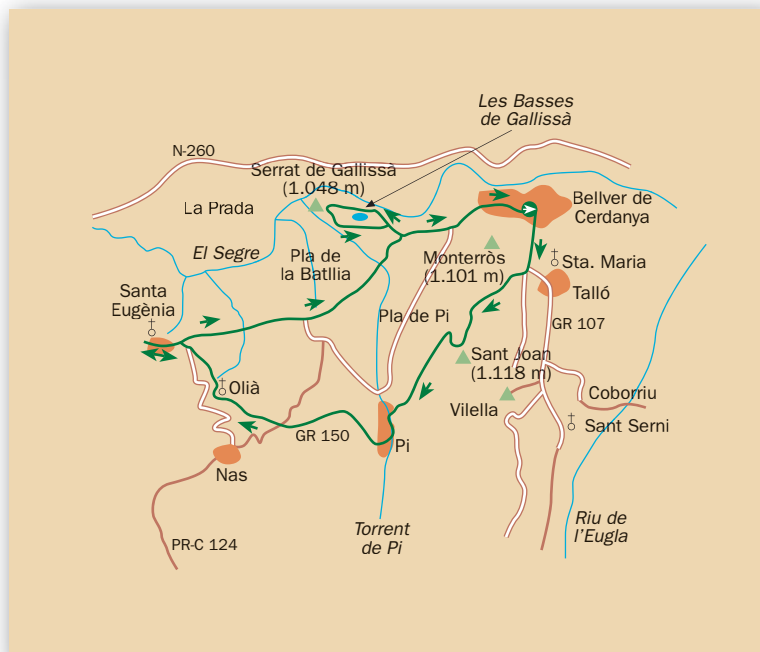 Les Basses
de Gallissà
N-260
Serrat de Gallissà
(1.048 m)
La Prada
Bellver de
Cerdanya
El Segre
Pla de
la Batllia
Monterròs
(1.101 m)
Sta. Maria
Talló
Santa
Eugènia
Pla de Pi
GR 107
Sant Joan
(1.118 m)
Olià
Coborriu
Vilella
Sant Serni
GR 150
Pi
Nas
Torrent
de Pi
Riu de
l'Eugla
PR-C 124